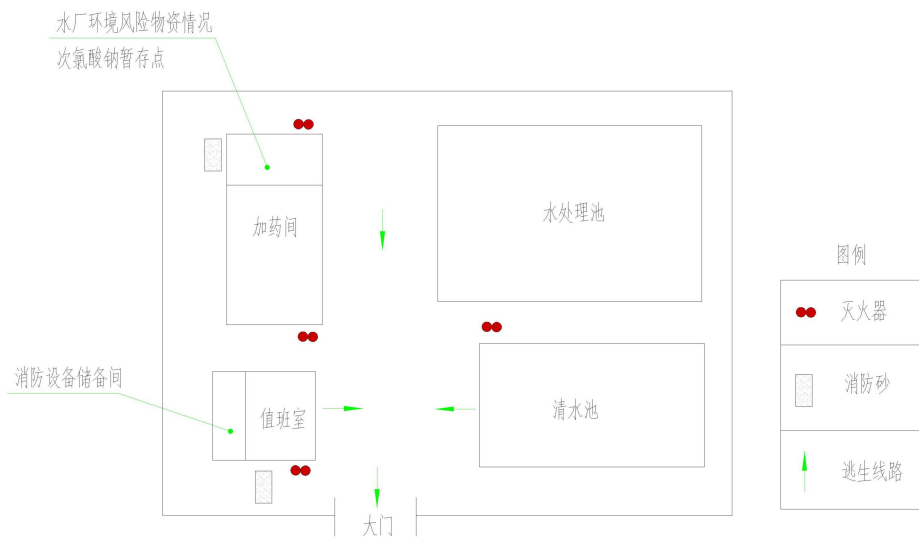 水厂环境风险物资情况
次氯酸钠暂存点
加药间
水处理池
图例
灭火器
消防设备储备间
消防砂
值班室
清水池
逃生线路
大门